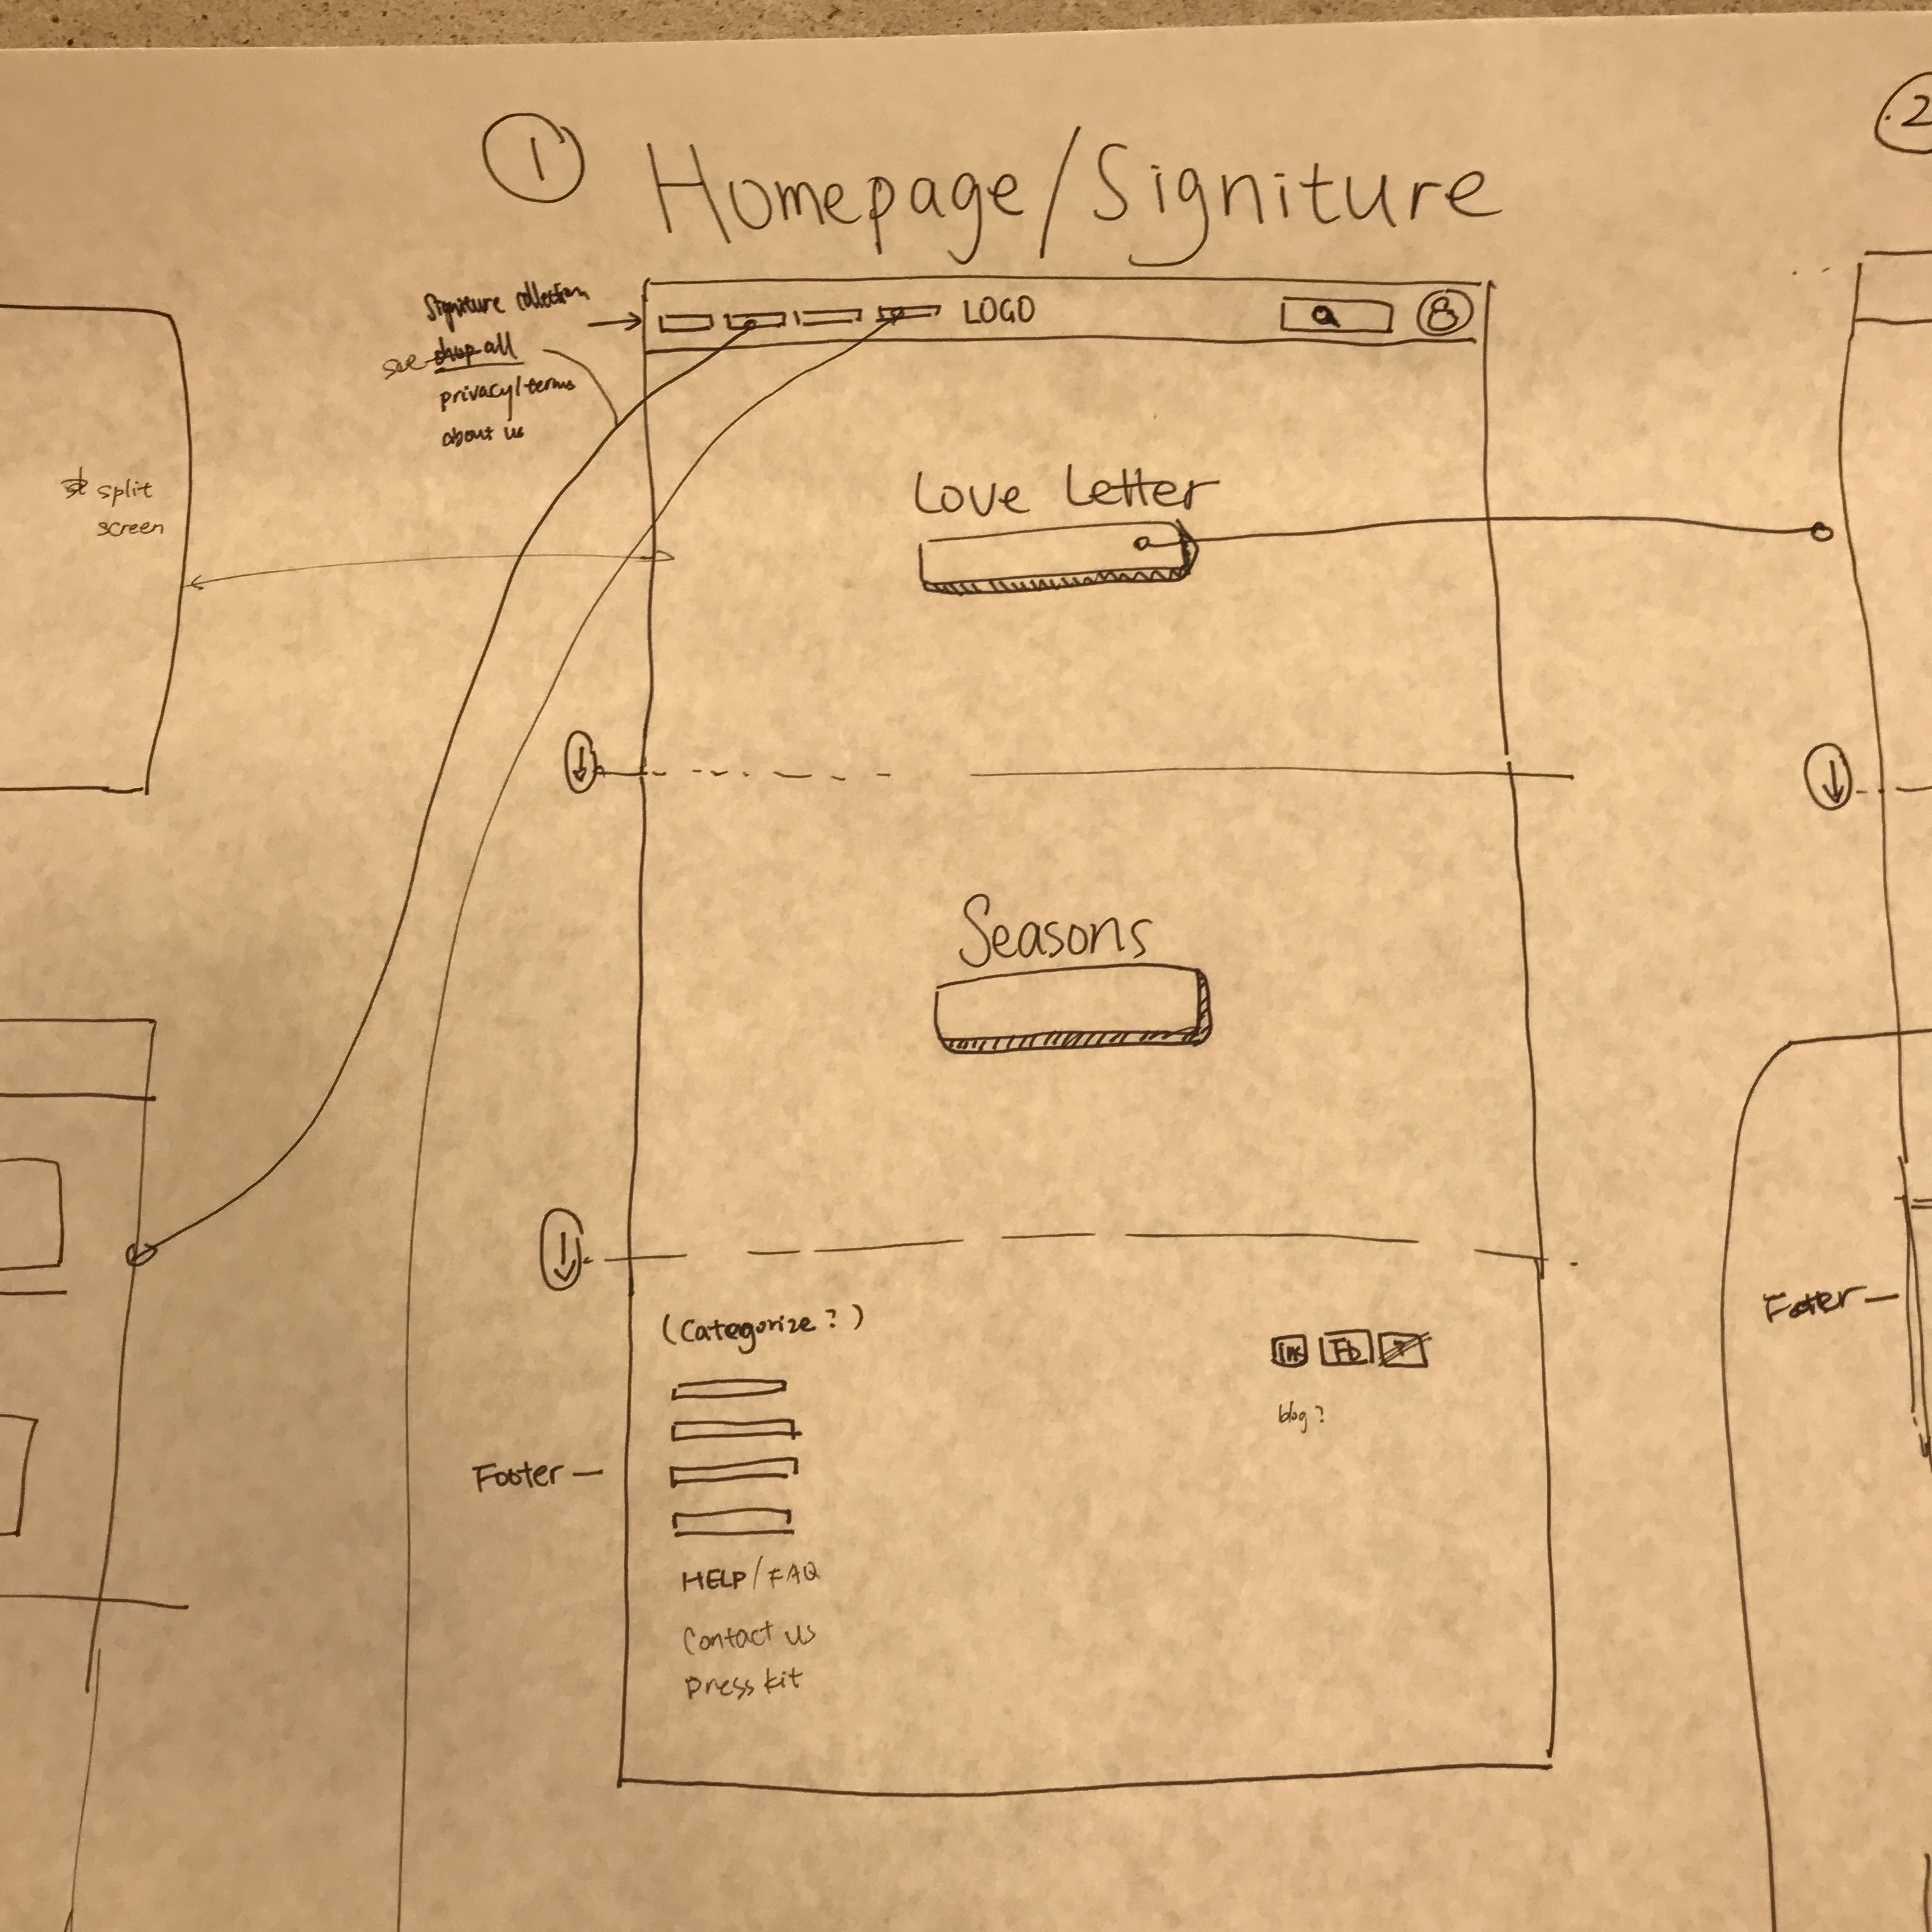 1
Homepage/Signiture
2
Signiture collection
see shop all
privacy/terms
about us
LOGO
split
screen
Love Letter
Seasons
(Categorize?)
ins Fb
blog?
Footer
Footer
HELP/FAQ
Contact us
press kit